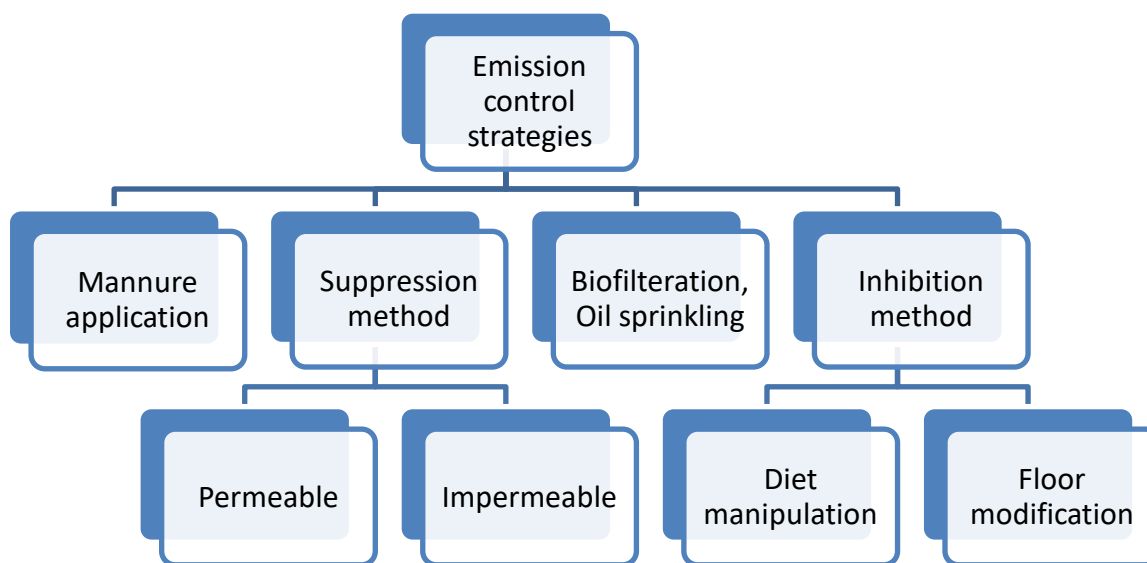 Emission
control
strategies
Mannure
application
Suppression
method
Biofilteration,
Oil sprinkling
Inhibition
method
Permeable
Impermeable
Diet
manipulation
Floor
modification